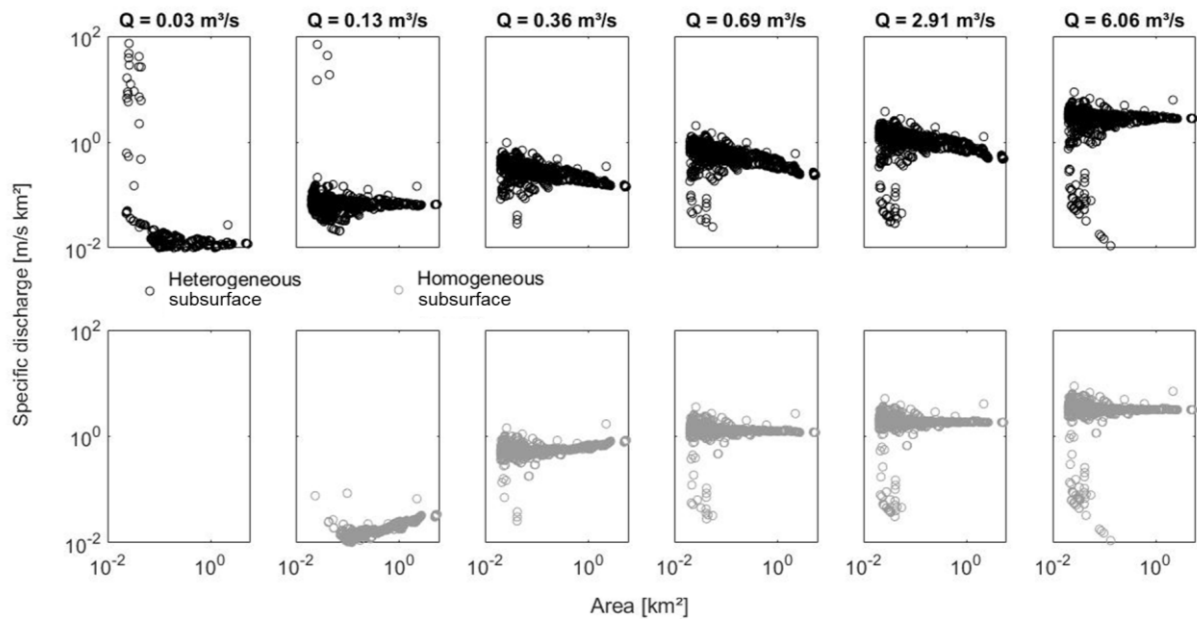 Q = 0.03 m³/s Q = 0.13 m³/s Q = 0.36 m³/s Q = 0.69 m³/s Q = 2.91 m³/s Q = 6.06 m³/s
10²
10⁰
10⁻²
Specific discharge [m/s km²]
Heterogeneous
subsurface
Homogeneous
subsurface
10²
10⁰
10⁻²
10⁻² 10⁰ 10⁻² 10⁰ 10⁻² 10⁰ 10⁻² 10⁰ 10⁻² 10⁰ 10⁻² 10⁰
Area [km²]